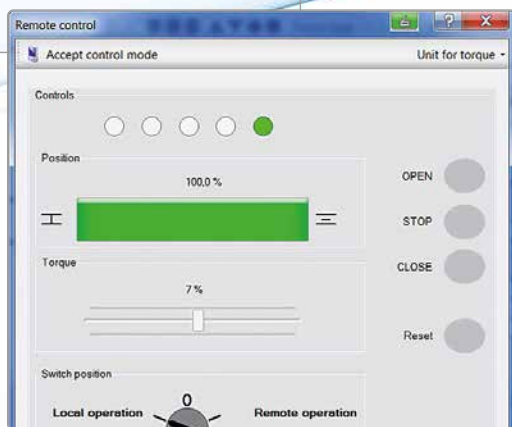 Remote control
Accept control mode
Unit for torque
Controls
Position
100,0 %
OPEN
STOP
CLOSE
Torque
7 %
Reset
Switch position
0
Local operation
Remote operation